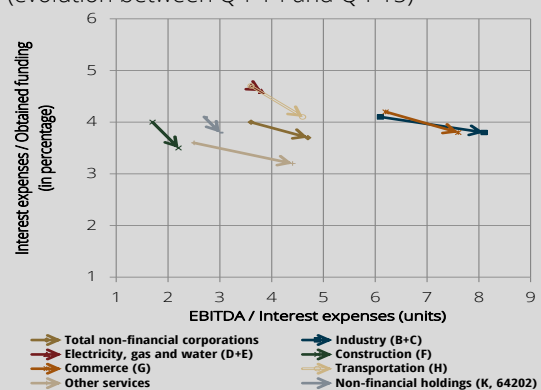 (evolution between Q4 14 and Q4 15)
6
5
4
3
2
1
Interest expenses / Obtained funding
(in percentage)
1 2 3 4 5 6 7 8 9
EBITDA / Interest expenses (units)
Total non-financial corporations Industry (B+C)
Electricity, gas and water (D+E) Construction (F)
Commerce (G) Transportation (H)
Other services Non-financial holdings (K, 64202)